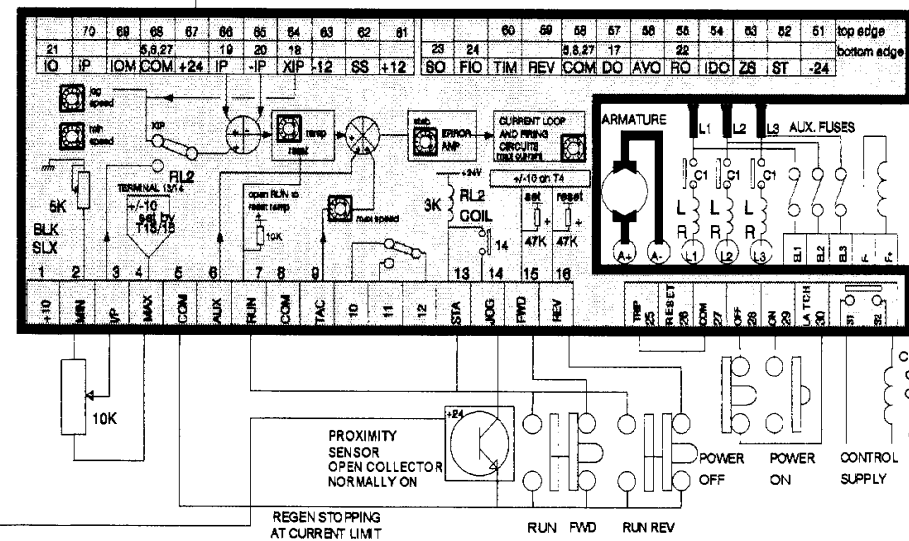 70 69 68 67 66 65 64 63 62 61 60 59 58 57 56 55 54 53 52 51 top edge
21 5,8,27 19 20 18 23 24 5,8,27 17 22 bottom edge
IO IP IOM COM +24 IP -IP XIP -12 SS +12 SO FIO TIM REV COM DO AVO RO IDO ZS ST -24
jog
speed
min
speed
XIP
RL2
+ -
ramp
reset
ERROR
AMP
CURRENT LOOP
AND FIRING
CIRCUITS
max current
ARMATURE
L1 L2 L3 AUX. FUSES
C1 C1 C1
TERMINAL 13/14
+/-10
set by
T13/15
open RUN to
reset ramp
10K
max speed
+24V
3K
RL2
COIL
14
+/-10 on T4
set reset
47K 47K
5K
BLK
SLX
L L L
R R R
A+ A- L1 L2 L3 EL1 EL2 EL3 F- F+
1 2 3 4 5 6 7 8 9 13 14 15 16
+10 MIN I/P MAX COM AUX RUN COM TAC 10 11 12 STA JOG FWD REV
TRIP 25 RESET 26 COM 27 OFF 28 ON 29 LATCH 30 S1 S2
10K
+24
PROXIMITY
SENSOR
OPEN COLLECTOR
NORMALLY ON
POWER
OFF
POWER
ON
CONTROL
SUPPLY
REGEN STOPPING
AT CURRENT LIMIT
RUN FWD RUN REV